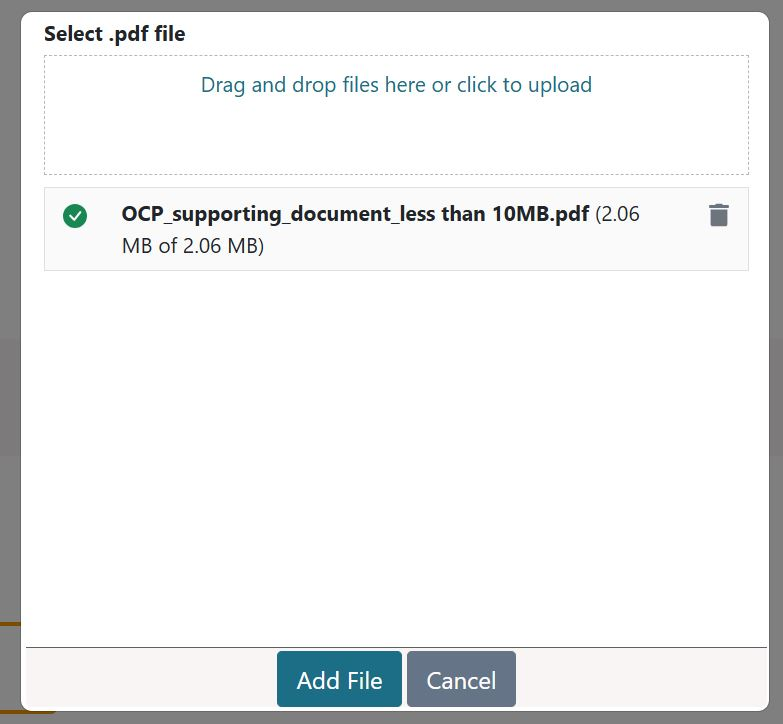 Select .pdf file
Drag and drop files here or click to upload
OCP_supporting_document_less than 10MB.pdf (2.06
MB of 2.06 MB)
Add File
Cancel